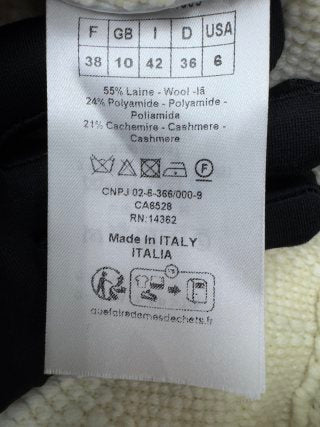 F GB I D USA
38 10 42 36 6
55% Laine - Wool -lã
24% Polyamide - Polyamide -
Poliamida
21% Cachemire - Cashmere -
Cashmere
F
CNPJ 02-6-366/000-9
CA8528
RN:14362
Made in ITALY
ITALIA
quefairedemesdechets.fr